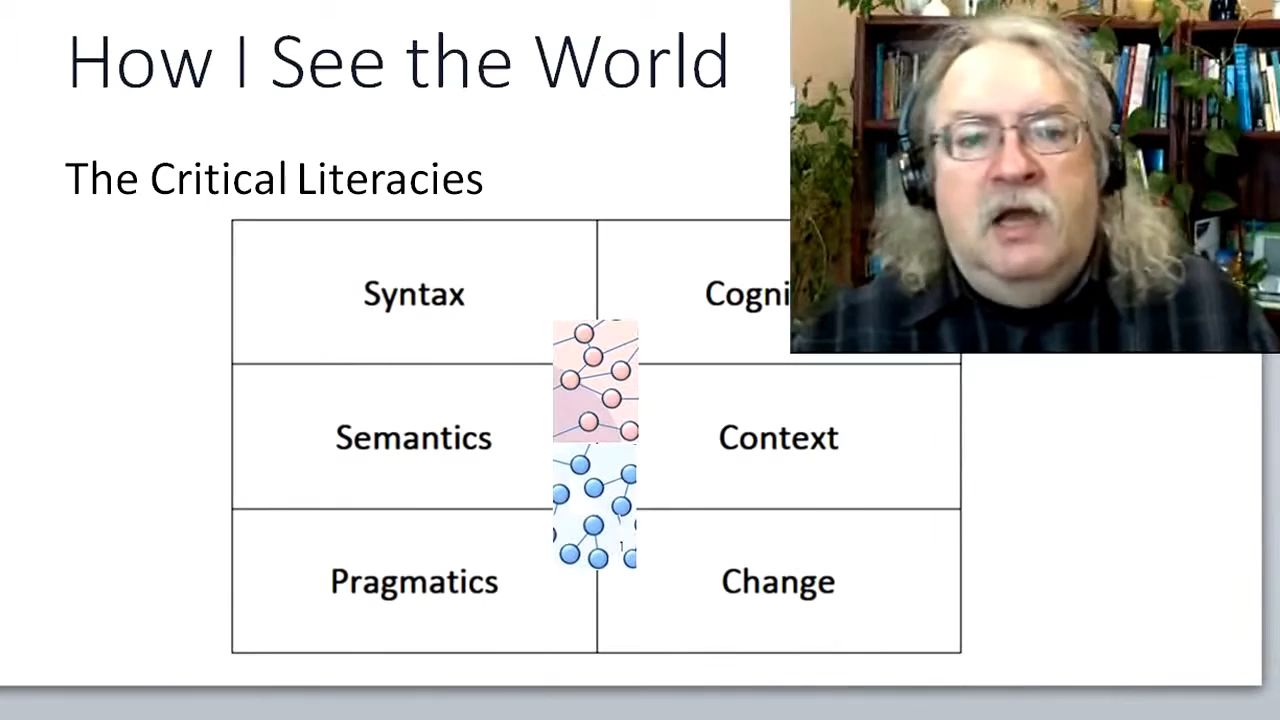 How I See the World
The Critical Literacies
Syntax
Semantics
Context
Pragmatics
Change